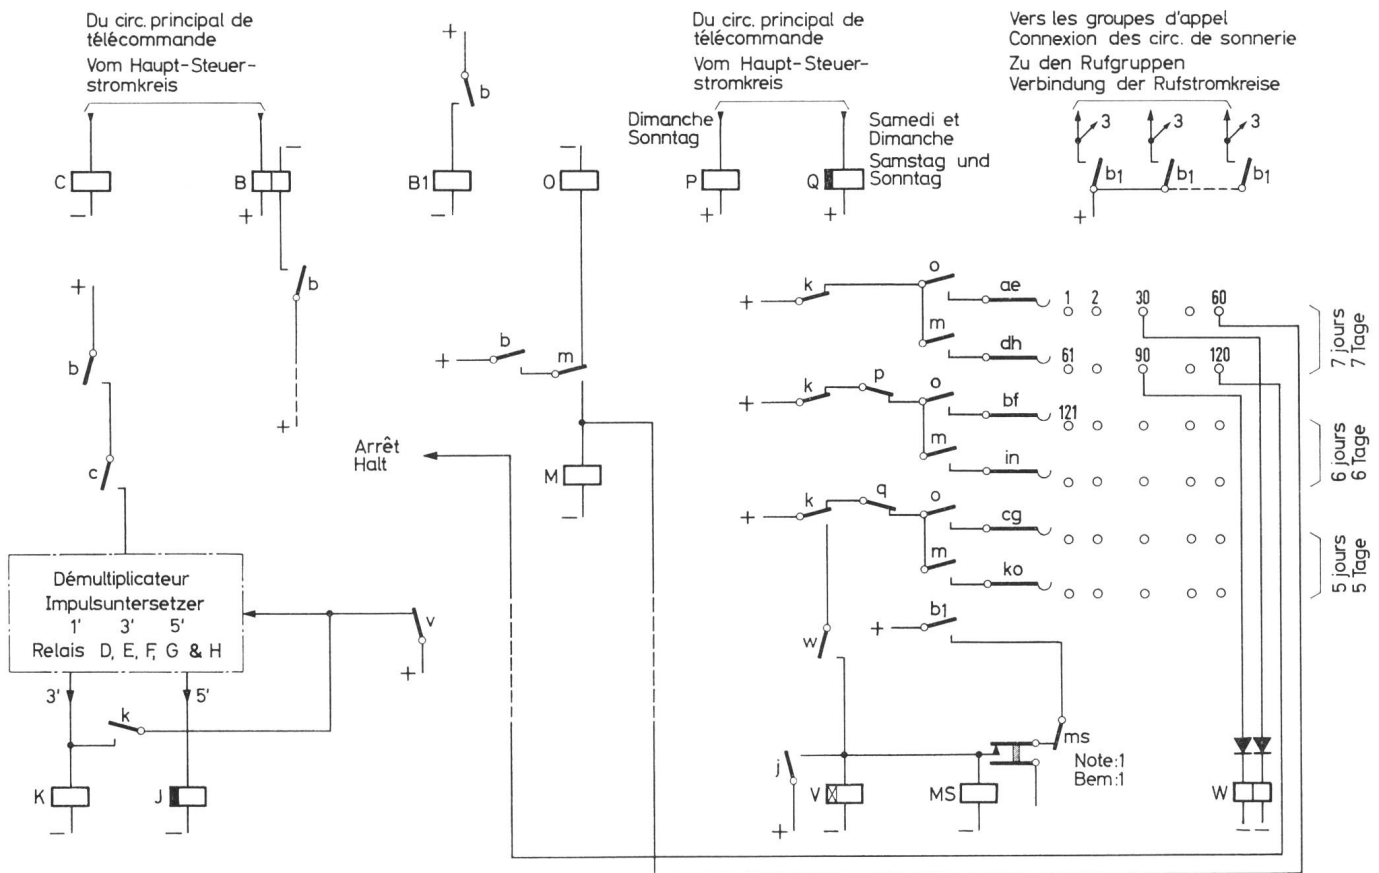 Du circ. principal de
télécommande
Vom Haupt-Steuer-
stromkreis
C
B
+
b
B1
O
Du circ. principal de
télécommande
Vom Haupt-Steuer-
stromkreis
Dimanche
Sonntag
P
Q
Samedi et
Dimanche
Samstag und
Sonntag
Vers les groupes d'appel
Connexion des circ. de sonnerie
Zu den Rufgruppen
Verbindung der Rufstromkreise
3 3 3
b1 b1 b1
+
+
b
c
b
+
+ b m
Arrêt
Halt
M
+ k o ae 1 2 30 60
m dh 61 90 120
7 jours
7 Tage
+ k p o bf 121
m in
6 jours
6 Tage
+ k q o cg
m ko
5 jours
5 Tage
+ b1
w
Démultiplicateur
Impulsuntersetzer
1' 3' 5'
Relais D, E, F, G & H
v
+
3' 5'
k
K
J
j
+
V
MS
ms
Note:1
Bem:1
W